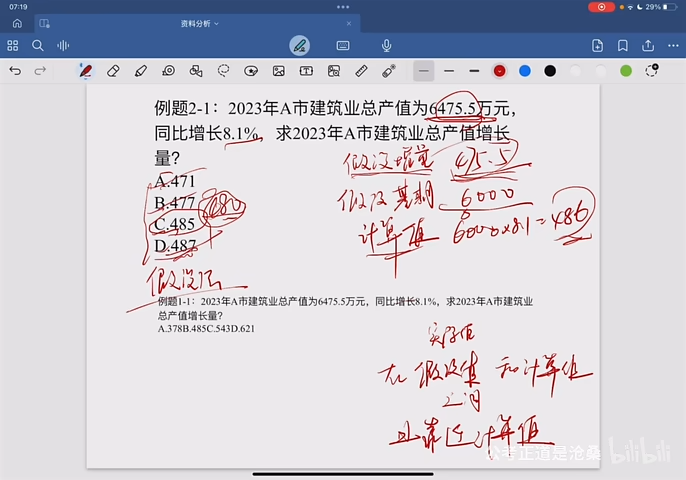 07:19
29%
资料分析
例题2-1：2023年A市建筑业总产值为6475.5万元，
同比增长8.1%，求2023年A市建筑业总产值增长
量？
A.471
B.477
C.485
D.487
480
假设法
假设增量 475.5
假设基期 6000
计算值 6000×8.1=486
例题1-1：2023年A市建筑业总产值为6475.5万元，同比增长8.1%，求2023年A市建筑业
总产值增长量？
A.378B.485C.543D.621
实际值
在假设值和计算值
之间
且靠近计算值
公考正道是沧桑 bilibili